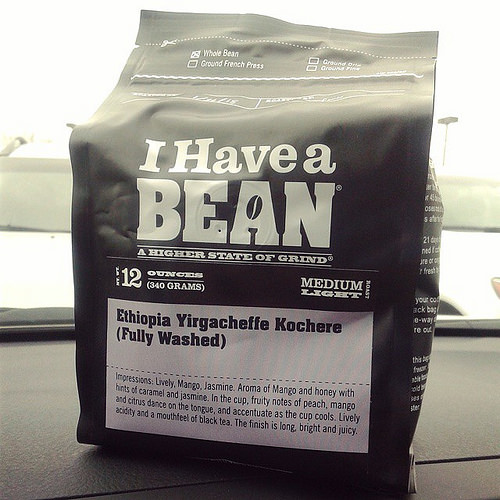 Whole Bean
Ground French Press
I Have a
BEAN®
A HIGHER STATE OF GRIND®
12 OUNCES
(340 GRAMS)
MEDIUM
LIGHT
ROAST
Ethiopia Yirgacheffe Kochere
(Fully Washed)
Impressions: Lively, Mango, Jasmine. Aroma of Mango and honey with
hints of caramel and jasmine. In the cup, fruity notes of peach, mango
and citrus dance on the tongue, and accentuate as the cup cools. Lively
acidity and a mouthfeel of black tea. The finish is long, bright and juicy.